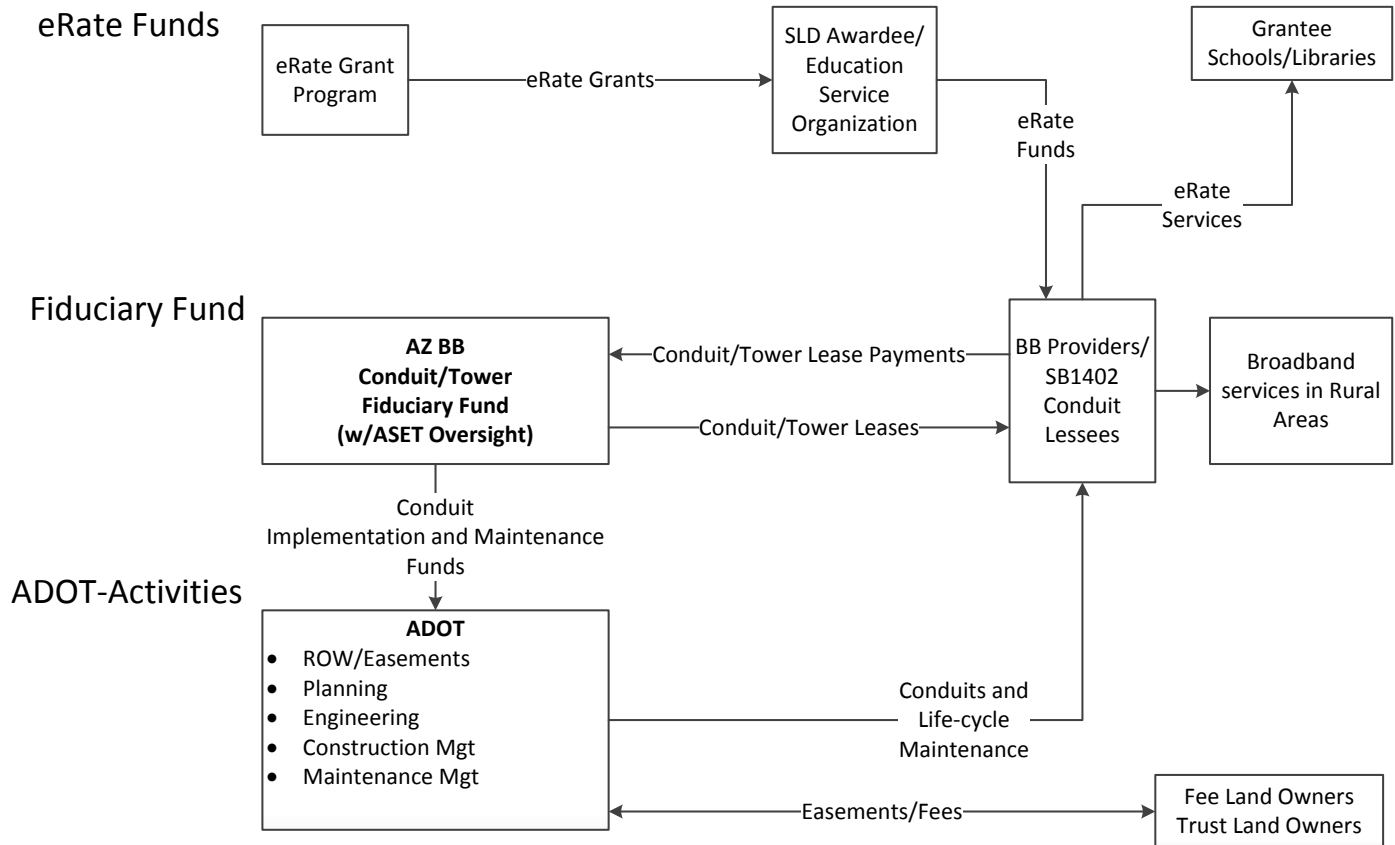 eRate Funds
eRate Grant
Program
eRate Grants
SLD Awardee/
Education
Service
Organization
eRate
Funds
Grantee
Schools/Libraries
eRate
Services
Fiduciary Fund
AZ BB
Conduit/Tower
Fiduciary Fund
(w/ASET Oversight)
Conduit/Tower Lease Payments
Conduit/Tower Leases
BB Providers/
SB1402
Conduit
Lessees
Broadband
services in Rural
Areas
Conduit
Implementation and Maintenance
Funds
ADOT-Activities
ADOT
• ROW/Easements
• Planning
• Engineering
• Construction Mgt
• Maintenance Mgt
Conduits and
Life-cycle
Maintenance
Easements/Fees
Fee Land Owners
Trust Land Owners